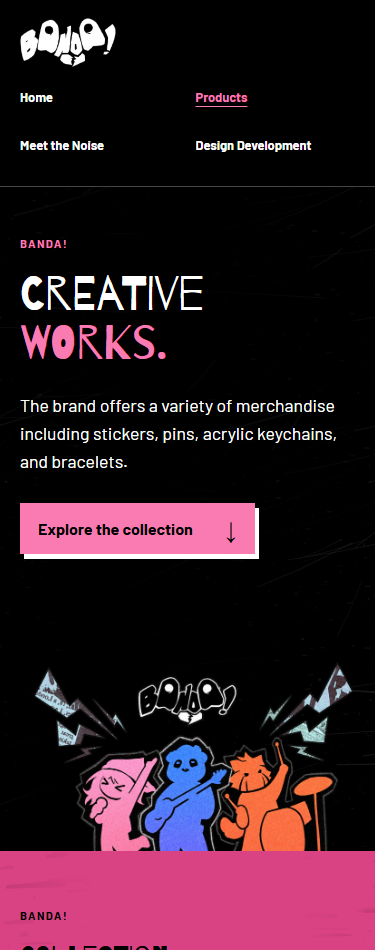 BANDA!
Home
Products
Meet the Noise
Design Development
BANDA!
CREATIVE
WORKS.
The brand offers a variety of merchandise
including stickers, pins, acrylic keychains,
and bracelets.
Explore the collection ↓
BANDA!
BANDA!
COLLECTION